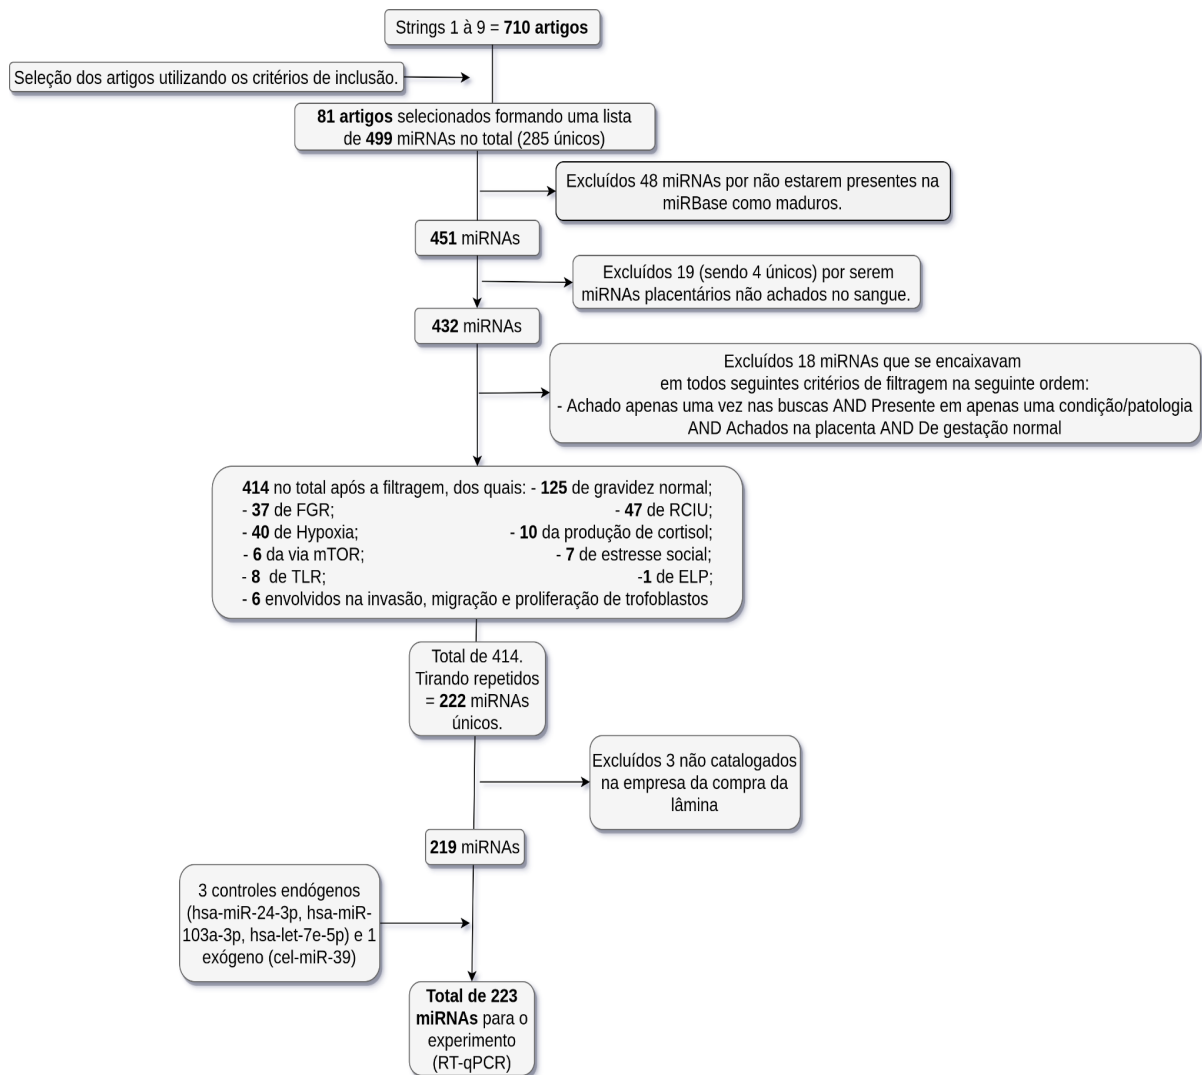 Strings 1 à 9 = 710 artigos
Seleção dos artigos utilizando os critérios de inclusão.
81 artigos selecionados formando uma lista
de 499 miRNAs no total (285 únicos)
Excluídos 48 miRNAs por não estarem presentes na
miRBase como maduros.
451 miRNAs
Excluídos 19 (sendo 4 únicos) por serem
miRNAs placentários não achados no sangue.
432 miRNAs
Excluídos 18 miRNAs que se encaixavam
em todos seguintes critérios de filtragem na seguinte ordem:
- Achado apenas uma vez nas buscas AND Presente em apenas uma condição/patologia
AND Achados na placenta AND De gestação normal
414 no total após a filtragem, dos quais: - 125 de gravidez normal;
- 37 de FGR; - 47 de RCIU;
- 40 de Hypoxia; - 10 da produção de cortisol;
- 6 da via mTOR; - 7 de estresse social;
- 8 de TLR; -1 de ELP;
- 6 envolvidos na invasão, migração e proliferação de trofoblastos
Total de 414.
Tirando repetidos
= 222 miRNAs
únicos.
Excluídos 3 não catalogados
na empresa da compra da
lâmina
219 miRNAs
3 controles endógenos
(hsa-miR-24-3p, hsa-miR-
103a-3p, hsa-let-7e-5p) e 1
exógeno (cel-miR-39)
Total de 223
miRNAs para o
experimento
(RT-qPCR)